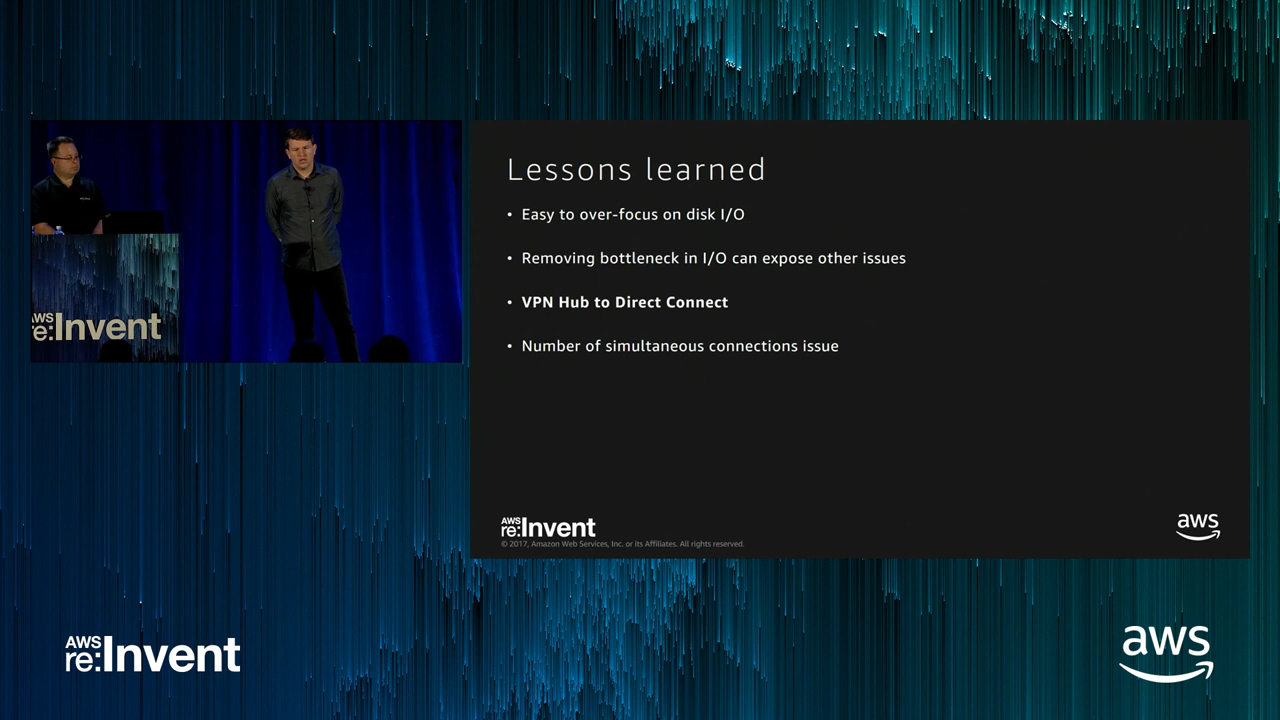 Lessons learned
• Easy to over-focus on disk I/O
• Removing bottleneck in I/O can expose other issues
• VPN Hub to Direct Connect
• Number of simultaneous connections issue
AWS
re:Invent
© 2017, Amazon Web Services, Inc. or its Affiliates. All rights reserved.
aws
AWS
re:Invent
AWS
re:Invent
aws